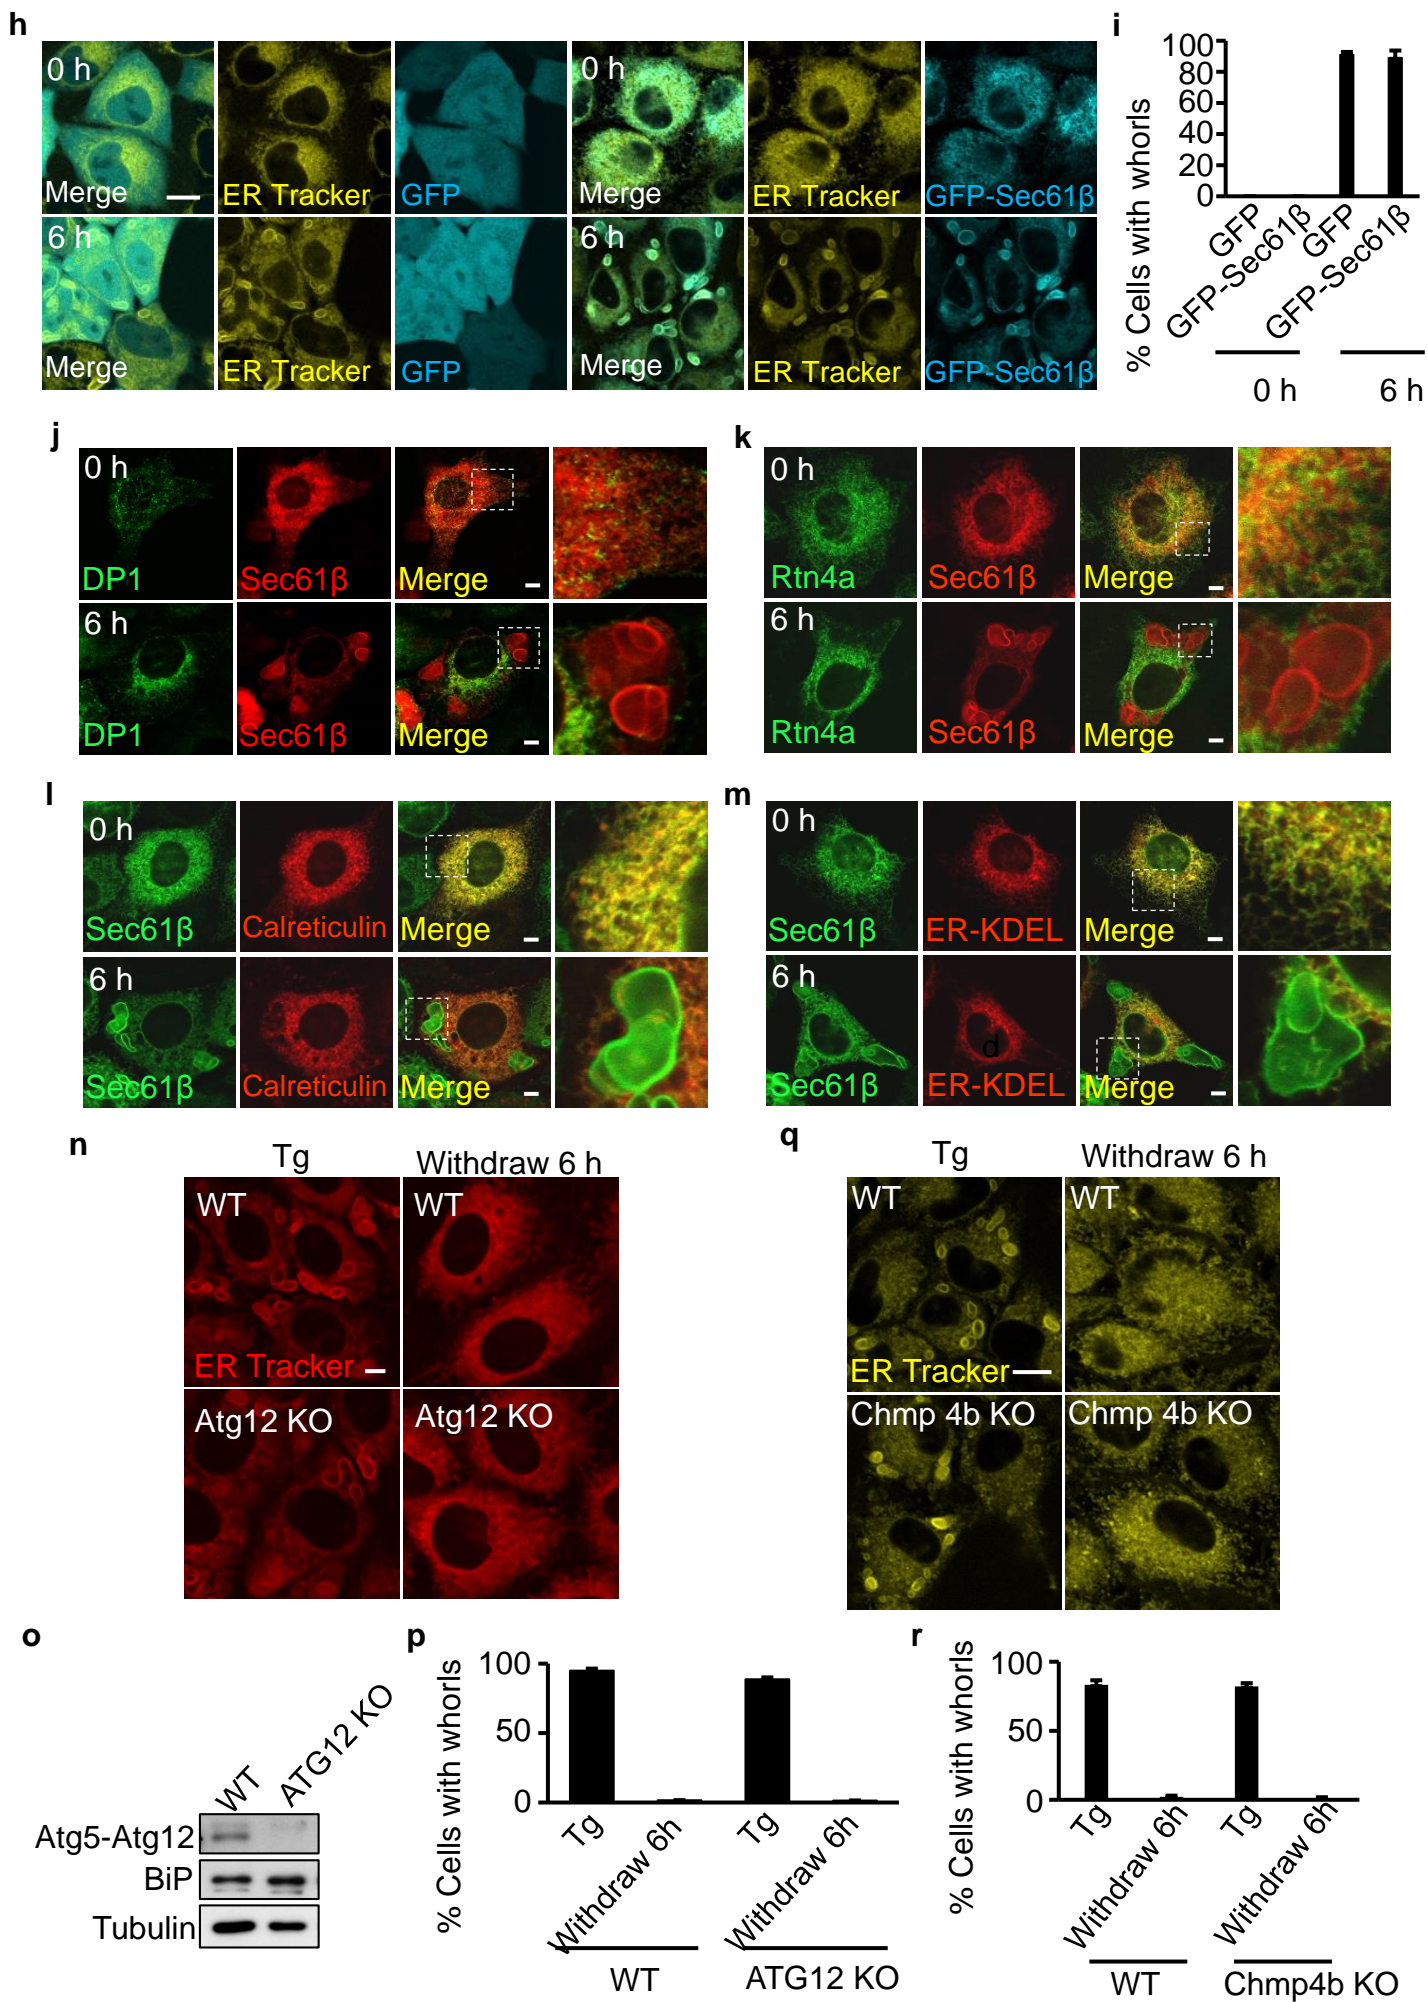 h
0 h
Merge
ER Tracker
GFP
0 h
Merge
ER Tracker
GFP-Sec61β
6 h
Merge
ER Tracker
GFP
6 h
Merge
ER Tracker
GFP-Sec61β
i
% Cells with whorls
100
80
60
40
20
0
GFP
GFP-Sec61β
GFP
GFP-Sec61β
0 h
6 h
j
0 h
DP1
Sec61β
Merge
6 h
DP1
Sec61β
Merge
k
0 h
Rtn4a
Sec61β
Merge
6 h
Rtn4a
Sec61β
Merge
l
0 h
Sec61β
Calreticulin
Merge
6 h
Sec61β
Calreticulin
Merge
m
0 h
Sec61β
ER-KDEL
Merge
6 h
Sec61β
d
ER-KDEL
Merge
n
Tg
Withdraw 6 h
WT
WT
ER Tracker
Atg12 KO
Atg12 KO
q
Tg
Withdraw 6 h
WT
WT
ER Tracker
Chmp 4b KO
Chmp 4b KO
o
WT
ATG12 KO
Atg5-Atg12
BiP
Tubulin
p
% Cells with whorls
100
50
0
Tg
Withdraw 6h
Tg
Withdraw 6h
WT
ATG12 KO
r
% Cells with whorls
100
50
0
Tg
Withdraw 6h
Tg
Withdraw 6h
WT
Chmp4b KO